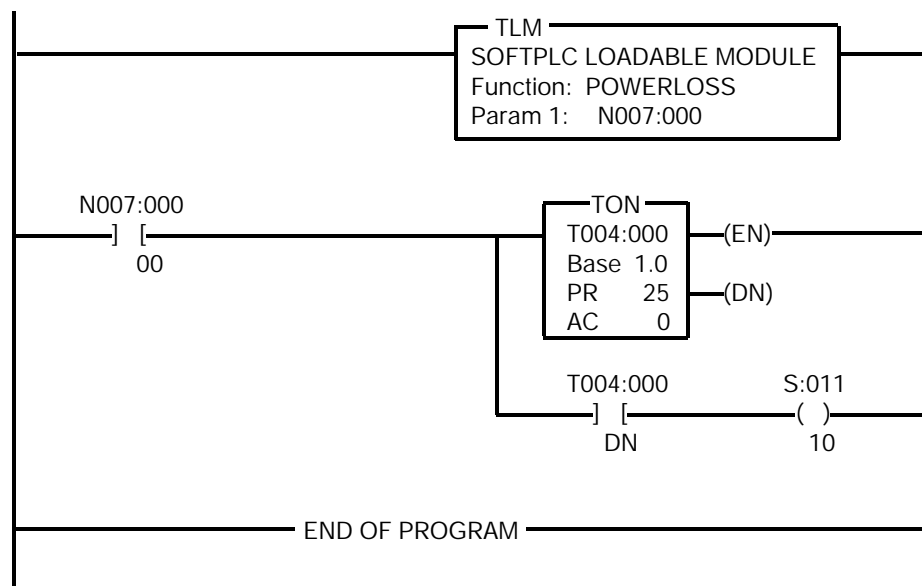 TLM
SOFTPLC LOADABLE MODULE
Function: POWERLOSS
Param 1: N007:000
N007:000
] [
00
TON
T004:000
(EN)
Base 1.0
PR 25
(DN)
AC 0
T004:000
S:011
] [
( )
DN
10
END OF PROGRAM